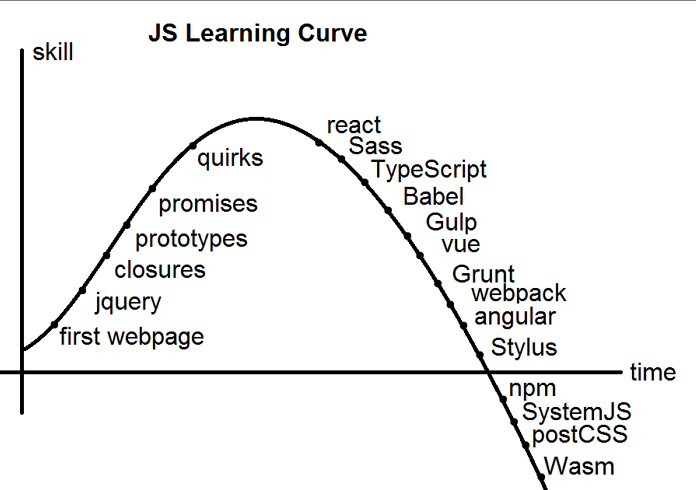 JS Learning Curve
skill
react
Sass
quirks
TypeScript
Babel
promises
Gulp
prototypes
vue
closures
Grunt
webpack
jquery
angular
first webpage
Stylus
time
npm
SystemJS
postCSS
Wasm